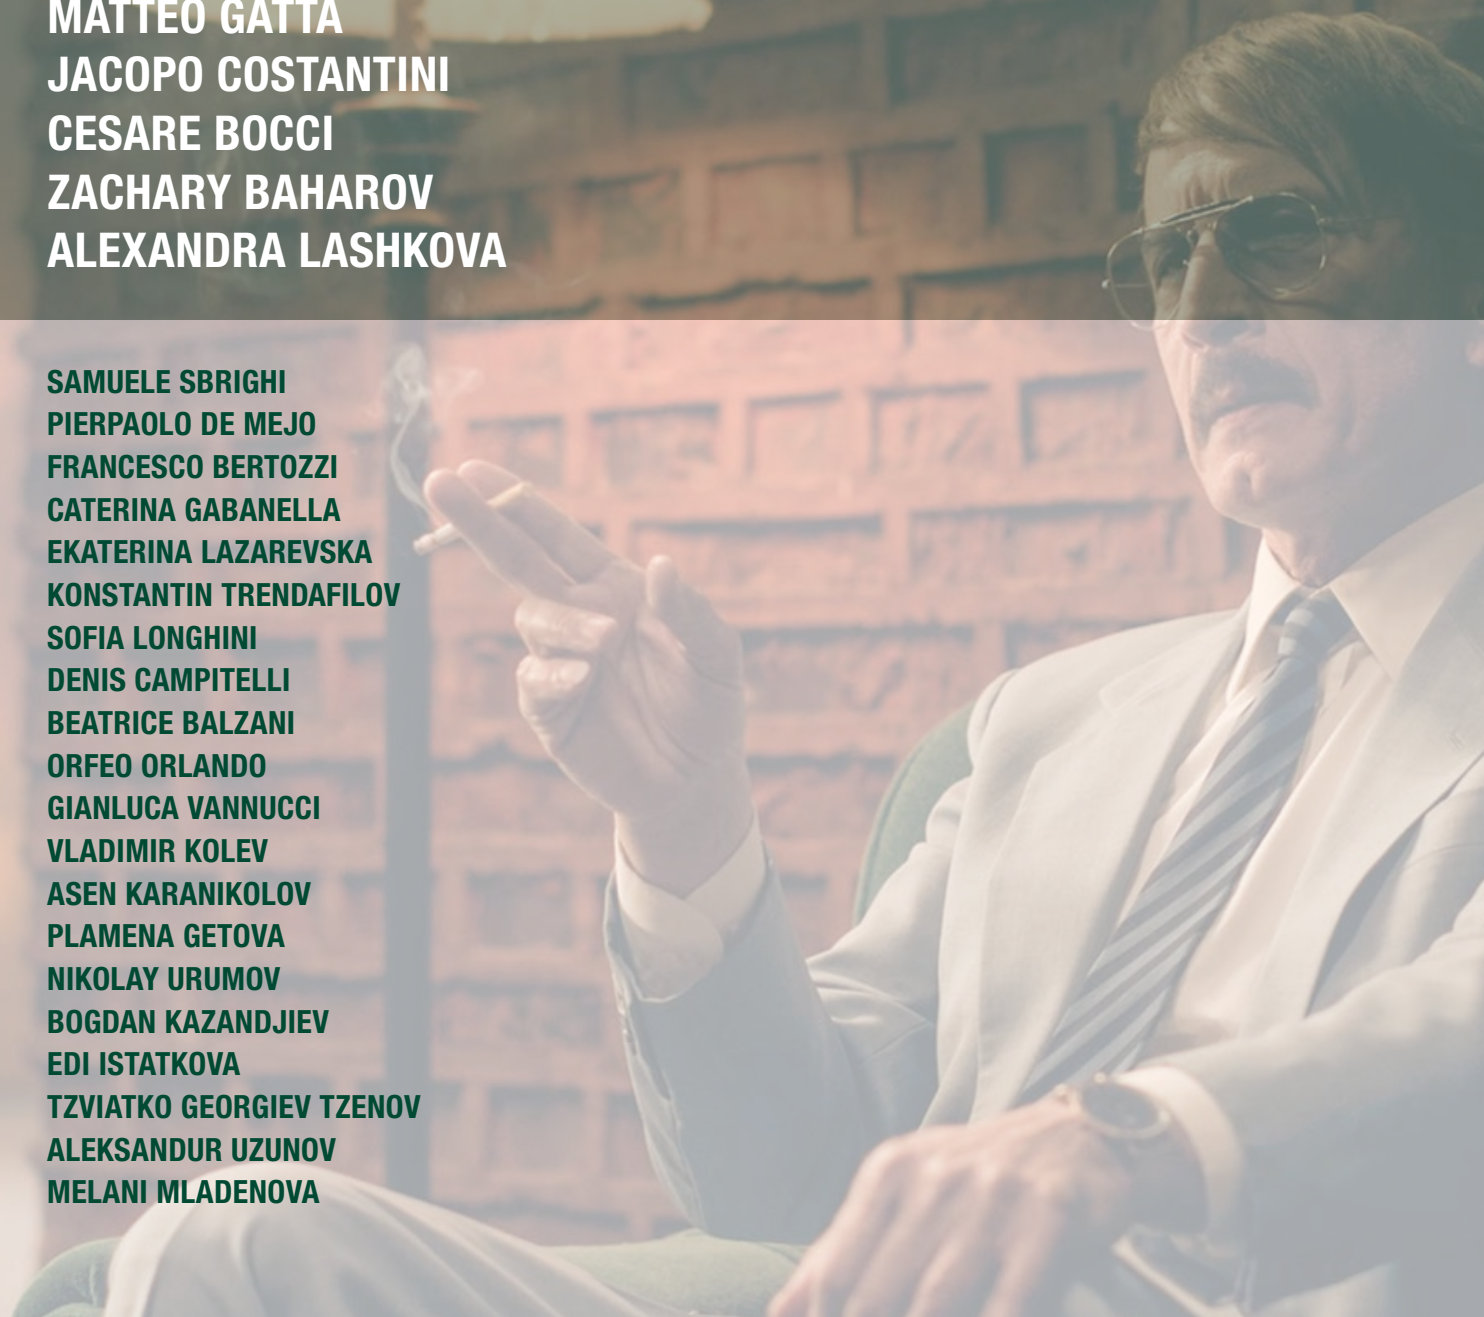 MATTEO GATTA
JACOPO COSTANTINI
CESARE BOCCI
ZACHARY BAHAROV
ALEXANDRA LASHKOVA
SAMUELE SBRIGHI
PIERPAOLO DE MEJO
FRANCESCO BERTOZZI
CATERINA GABANELLA
EKATERINA LAZAREVSKA
KONSTANTIN TRENDAFILOV
SOFIA LONGHINI
DENIS CAMPITELLI
BEATRICE BALZANI
ORFEO ORLANDO
GIANLUCA VANNUCCI
VLADIMIR KOLEV
ASEN KARANIKOLOV
PLAMENA GETOVA
NIKOLAY URUMOV
BOGDAN KAZANDJIEV
EDI ISTATKOVA
TZVIATKO GEORGIEV TZENOV
ALEKSANDUR UZUNOV
MELANI MLADENOVA